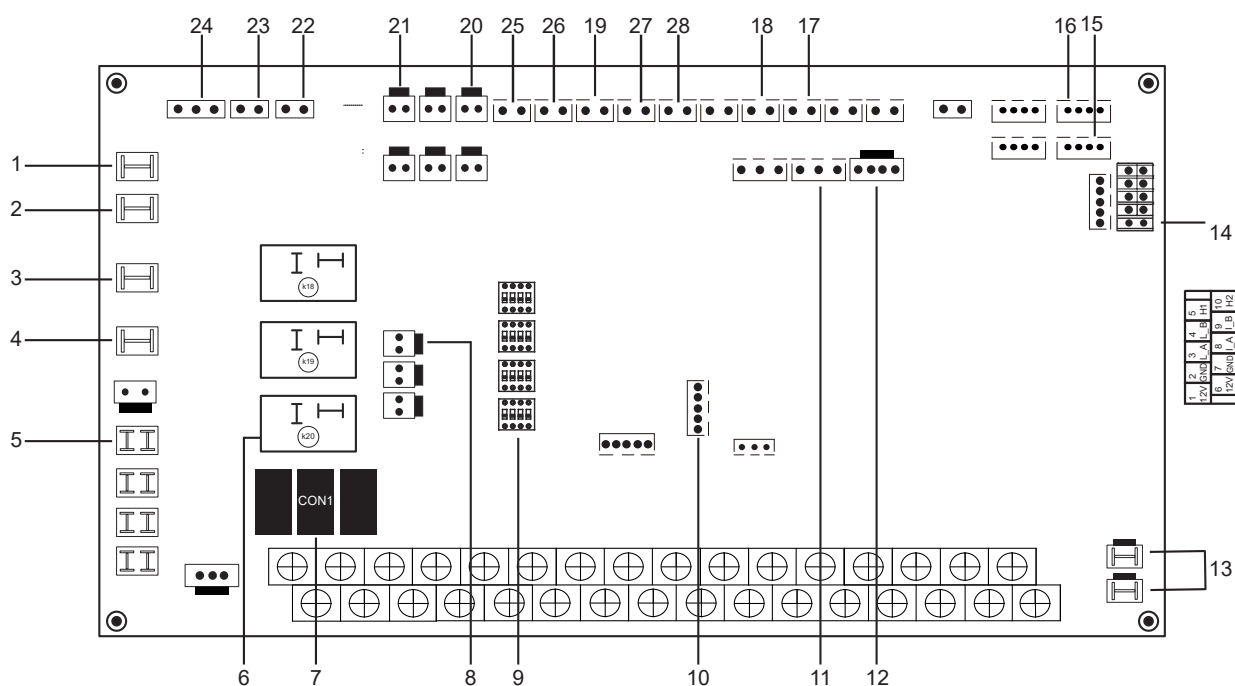 24 23 22 21 20 25 26 19 27 28 18 17 16 15
1
2
3
4
5
14
k18
k19
k20
CON1
1 2 3 4 5
12V GND L_A L_B H1
6 7 8 9 10
12V GND I_A I_B H2
13
6 7 8 9 10 11 12